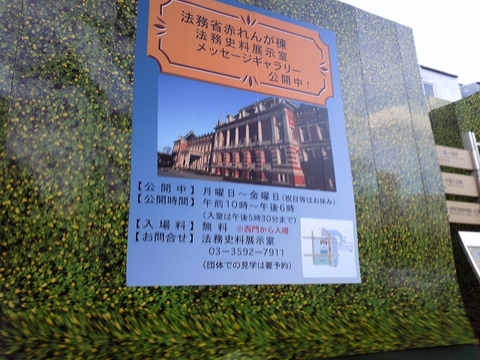 法務省赤れんが棟
法務史料展示室
メッセージギャラリー
公開中!
【公開中】月曜日~金曜日(祝日等はお休み)
【公開時間】午前10時~午後6時
(入室は午後5時30分まで)
【入場料】無料 ※西門から入場
【お問合せ】法務史料展示室
03-3592-7911
(団体での見学は要予約)